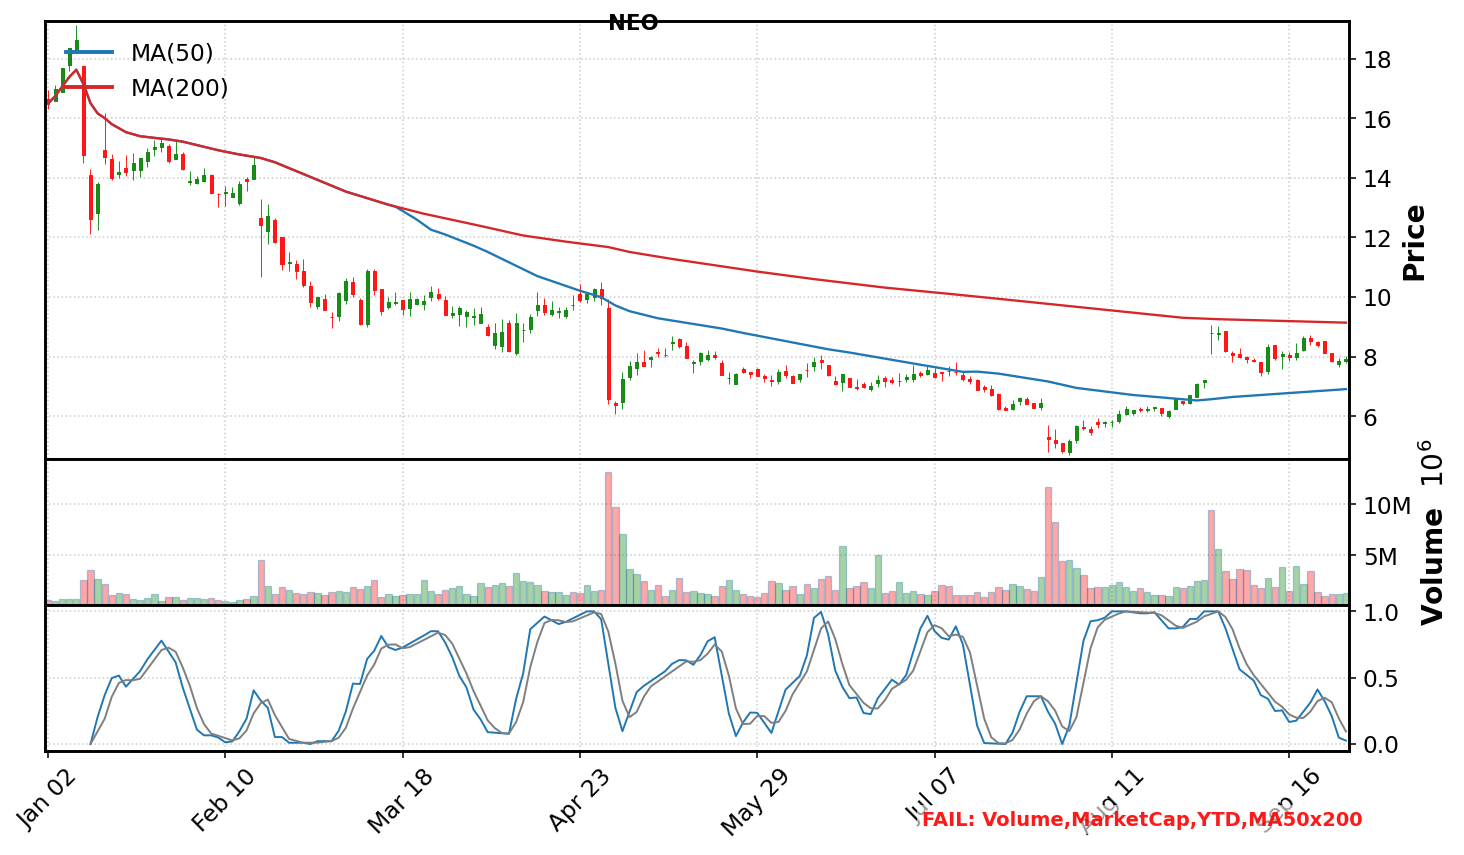 NEO
MA(50)
MA(200)
18
16
14
12
10
8
6
Price
10M
5M
Volume 10^6
1.0
0.5
0.0
Jan 02
Feb 10
Mar 18
Apr 23
May 29
Jul 07
Aug 11
Sep 16
FAIL: Volume,MarketCap,YTD,MA50x200